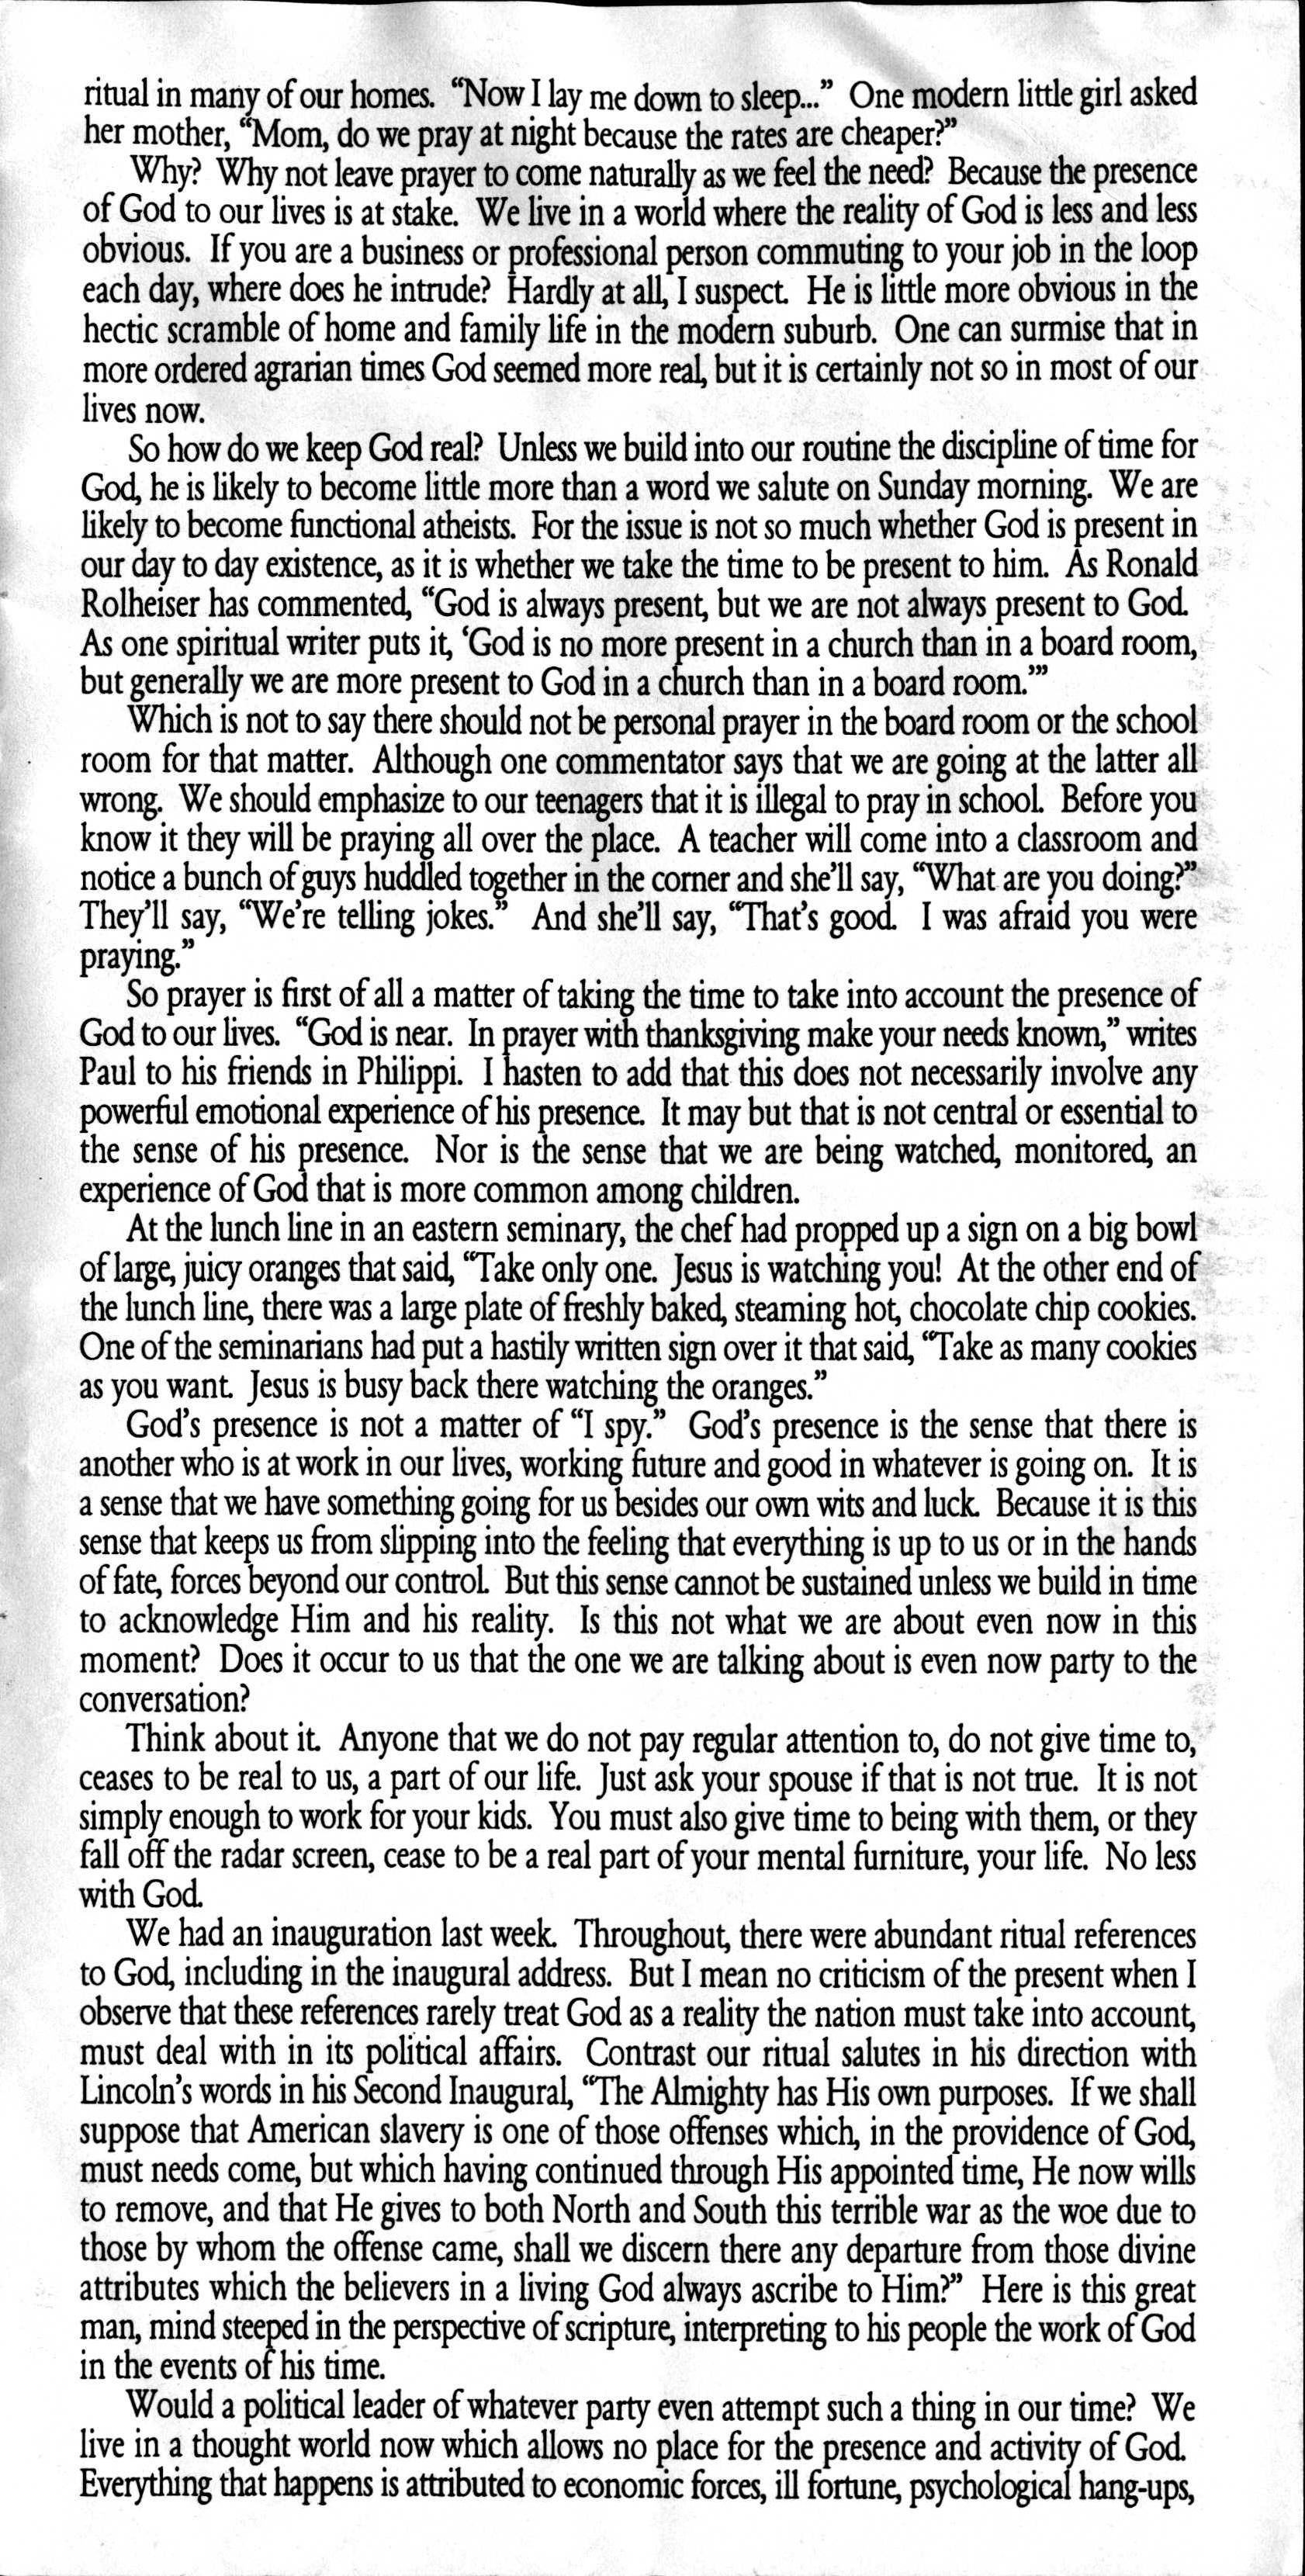 ritual in many of our homes. “Now I lay me down to sleep...” One modern little girl asked
her mother, “Mom, do we pray at night because the rates are cheaper?”
Why? Why not leave prayer to come naturally as we feel the need? Because the presence
of God to our lives is at stake. We live in a world where the reality of God is less and less
obvious. If you are a business or professional person commuting to your job in the loop
each day, where does he intrude? Hardly at all, I suspect. He is little more obvious in the
hectic scramble of home and family life in the modern suburb. One can surmise that in
more ordered agrarian times God seemed more real, but it is certainly not so in most of our
lives now.
So how do we keep God real? Unless we build into our routine the discipline of time for
God, he is likely to become little more than a word we salute on Sunday morning. We are
likely to become functional atheists. For the issue is not so much whether God is present in
our day to day existence, as it is whether we take the time to be present to him. As Ronald
Rolheiser has commented, “God is always present, but we are not always present to God.
As one spiritual writer puts it, ‘God is no more present in a church than in a board room,
but generally we are more present to God in a church than in a board room.’”
Which is not to say there should not be personal prayer in the board room or the school
room for that matter. Although one commentator says that we are going at the latter all
wrong. We should emphasize to our teenagers that it is illegal to pray in school. Before you
know it they will be praying all over the place. A teacher will come into a classroom and
notice a bunch of guys huddled together in the corner and she’ll say, “What are you doing?”
They’ll say, “We’re telling jokes.” And she’ll say, “That’s good. I was afraid you were
praying.”
So prayer is first of all a matter of taking the time to take into account the presence of
God to our lives. “God is near. In prayer with thanksgiving make your needs known,” writes
Paul to his friends in Philippi. I hasten to add that this does not necessarily involve any
powerful emotional experience of his presence. It may but that is not central or essential to
the sense of his presence. Nor is the sense that we are being watched, monitored, an
experience of God that is more common among children.
At the lunch line in an eastern seminary, the chef had propped up a sign on a big bowl
of large, juicy oranges that said, “Take only one. Jesus is watching you! At the other end of
the lunch line, there was a large plate of freshly baked, steaming hot, chocolate chip cookies.
One of the seminarians had put a hastily written sign over it that said, “Take as many cookies
as you want. Jesus is busy back there watching the oranges.”
God’s presence is not a matter of “I spy.” God’s presence is the sense that there is
another who is at work in our lives, working future and good in whatever is going on. It is
a sense that we have something going for us besides our own wits and luck. Because it is this
sense that keeps us from slipping into the feeling that everything is up to us or in the hands
of fate, forces beyond our control. But this sense cannot be sustained unless we build in time
to acknowledge Him and his reality. Is this not what we are about even now in this
moment? Does it occur to us that the one we are talking about is even now party to the
conversation?
Think about it. Anyone that we do not pay regular attention to, do not give time to,
ceases to be real to us, a part of our life. Just ask your spouse if that is not true. It is not
simply enough to work for your kids. You must also give time to being with them, or they
fall off the radar screen, cease to be a real part of your mental furniture, your life. No less
with God.
We had an inauguration last week. Throughout, there were abundant ritual references
to God, including in the inaugural address. But I mean no criticism of the present when I
observe that these references rarely treat God as a reality the nation must take into account,
must deal with in its political affairs. Contrast our ritual salutes in his direction with
Lincoln’s words in his Second Inaugural, “The Almighty has His own purposes. If we shall
suppose that American slavery is one of those offenses which, in the providence of God,
must needs come, but which having continued through His appointed time, He now wills
to remove, and that He gives to both North and South this terrible war as the woe due to
those by whom the offense came, shall we discern there any departure from those divine
attributes which the believers in a living God always ascribe to Him?” Here is this great
man, mind steeped in the perspective of scripture, interpreting to his people the work of God
in the events of his time.
Would a political leader of whatever party even attempt such a thing in our time? We
live in a thought world now which allows no place for the presence and activity of God.
Everything that happens is attributed to economic forces, ill fortune, psychological hang-ups,